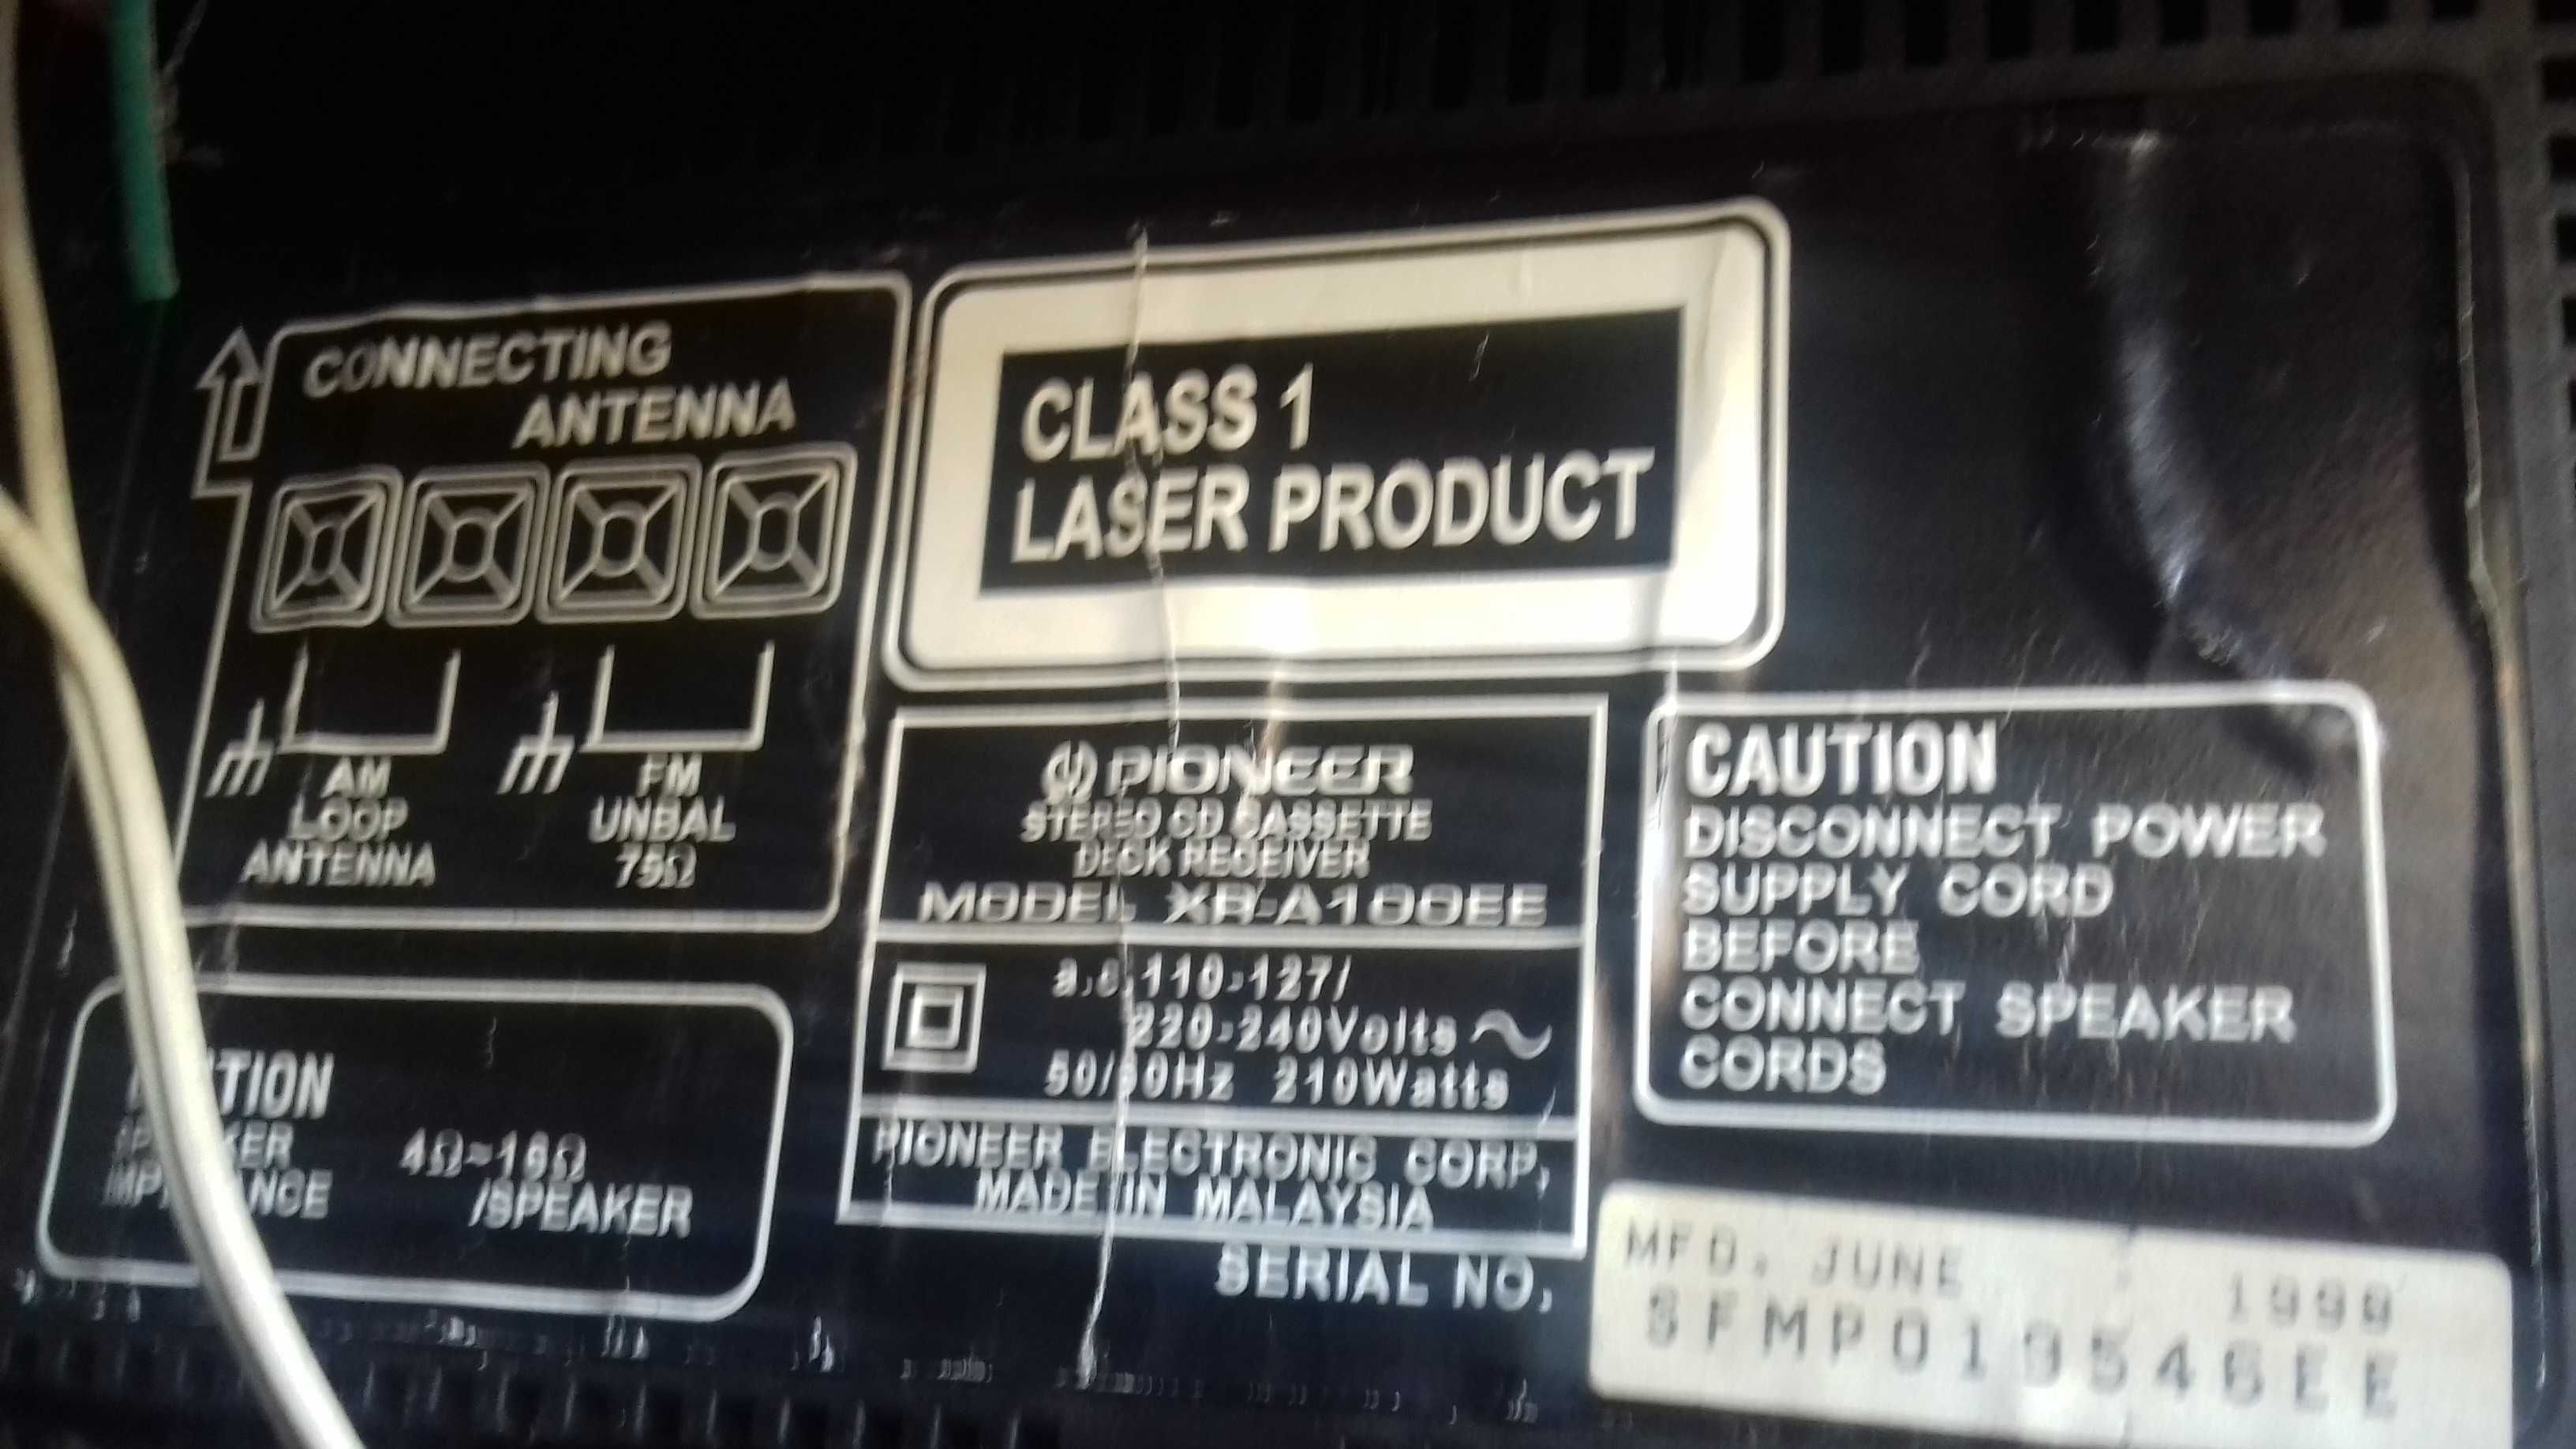 CONNECTING
ANTENNA
AM
LOOP
ANTENNA
FM
UNBAL
75Ω
CLASS 1
LASER PRODUCT
PIONEER
STEREO CD CASSETTE
DECK RECEIVER
MODEL XR-A100EE
a.c.110-127/
220-240Volts
50/60Hz 210Watts
PIONEER ELECTRONIC CORP.
MADE IN MALAYSIA
SERIAL NO.
CAUTION
DISCONNECT POWER
SUPPLY CORD
BEFORE
CONNECT SPEAKER
CORDS
4Ω~16Ω
/SPEAKER
MFD. JUNE 1999
SFMP019546EE